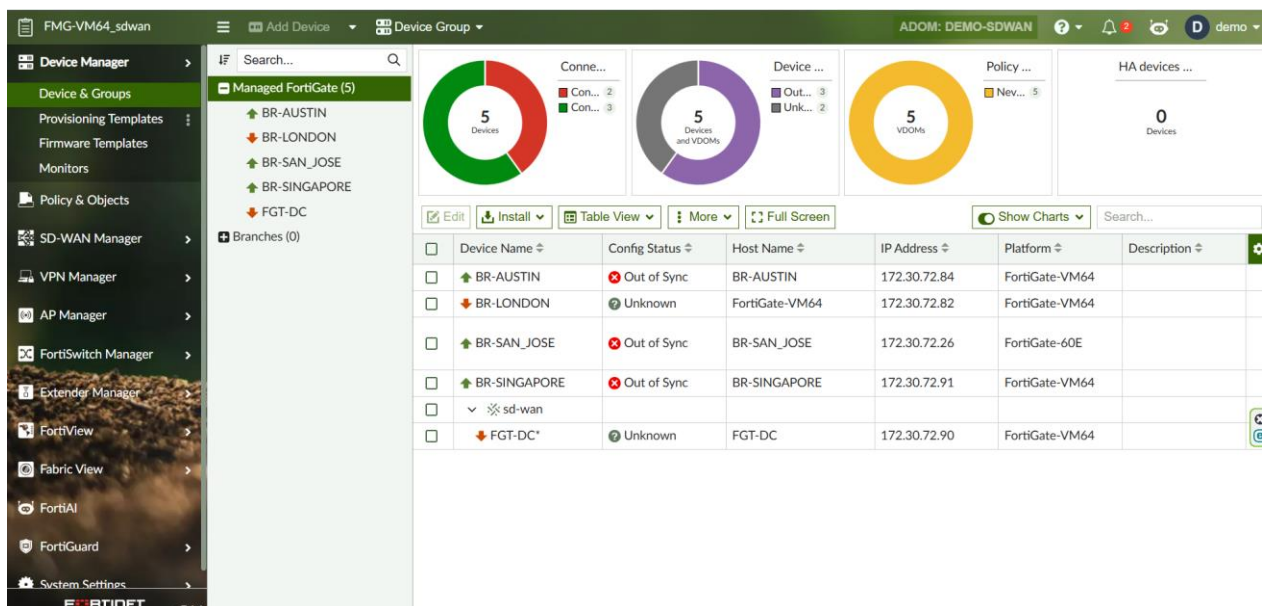 FMG-VM64_sdwan
Add Device
Device Group
ADOM: DEMO-SDWAN
2
D
demo
Device Manager
Device & Groups
Provisioning Templates
Firmware Templates
Monitors
Policy & Objects
SD-WAN Manager
VPN Manager
AP Manager
FortiSwitch Manager
Extender Manager
FortiView
Fabric View
FortiAI
FortiGuard
System Settings
Search...
Managed FortiGate (5)
BR-AUSTIN
BR-LONDON
BR-SAN_JOSE
BR-SINGAPORE
FGT-DC
Branches (0)
Conne...
Con... 2
Con... 3
5
Devices
Device ...
Out... 3
Unk... 2
5
Devices
and VDOMs
Policy ...
Nev... 5
5
VDOMs
HA devices ...
0
Devices
Edit Install Table View More Full Screen Show Charts Search...
Device Name Config Status Host Name IP Address Platform Description
BR-AUSTIN Out of Sync BR-AUSTIN 172.30.72.84 FortiGate-VM64
BR-LONDON Unknown FortiGate-VM64 172.30.72.82 FortiGate-VM64
BR-SAN_JOSE Out of Sync BR-SAN_JOSE 172.30.72.26 FortiGate-60E
BR-SINGAPORE Out of Sync BR-SINGAPORE 172.30.72.91 FortiGate-VM64
sd-wan
FGT-DC* Unknown FGT-DC 172.30.72.90 FortiGate-VM64